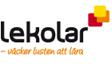 lekolar
– väcker lusten att lära